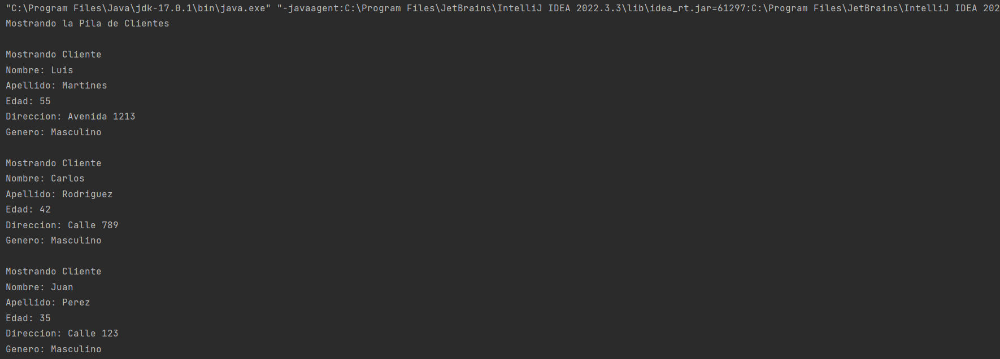 "C:\Program Files\Java\jdk-17.0.1\bin\java.exe" "-javaagent:C:\Program Files\JetBrains\IntelliJ IDEA 2022.3.3\lib\idea_rt.jar=61297:C:\Program Files\JetBrains\IntelliJ IDEA 202
Mostrando la Pila de Clientes
Mostrando Cliente
Nombre: Luis
Apellido: Martines
Edad: 55
Direccion: Avenida 1213
Genero: Masculino
Mostrando Cliente
Nombre: Carlos
Apellido: Rodriguez
Edad: 42
Direccion: Calle 789
Genero: Masculino
Mostrando Cliente
Nombre: Juan
Apellido: Perez
Edad: 35
Direccion: Calle 123
Genero: Masculino